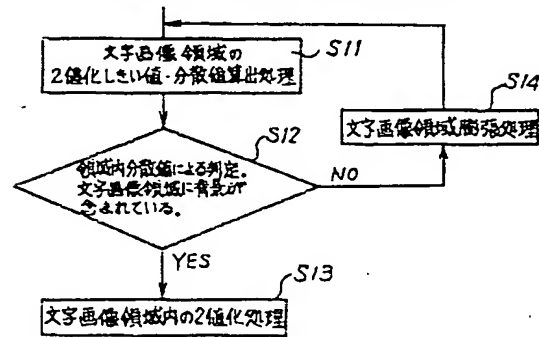 文字画像領域の
2値化しきい値・分散値算出処理
S11
S14
文字画像領域膨張処理
S12
領域内分散値による判定。
文字画像領域に背景が
含まれている。
NO
YES
S13
文字画像領域内の2値化処理